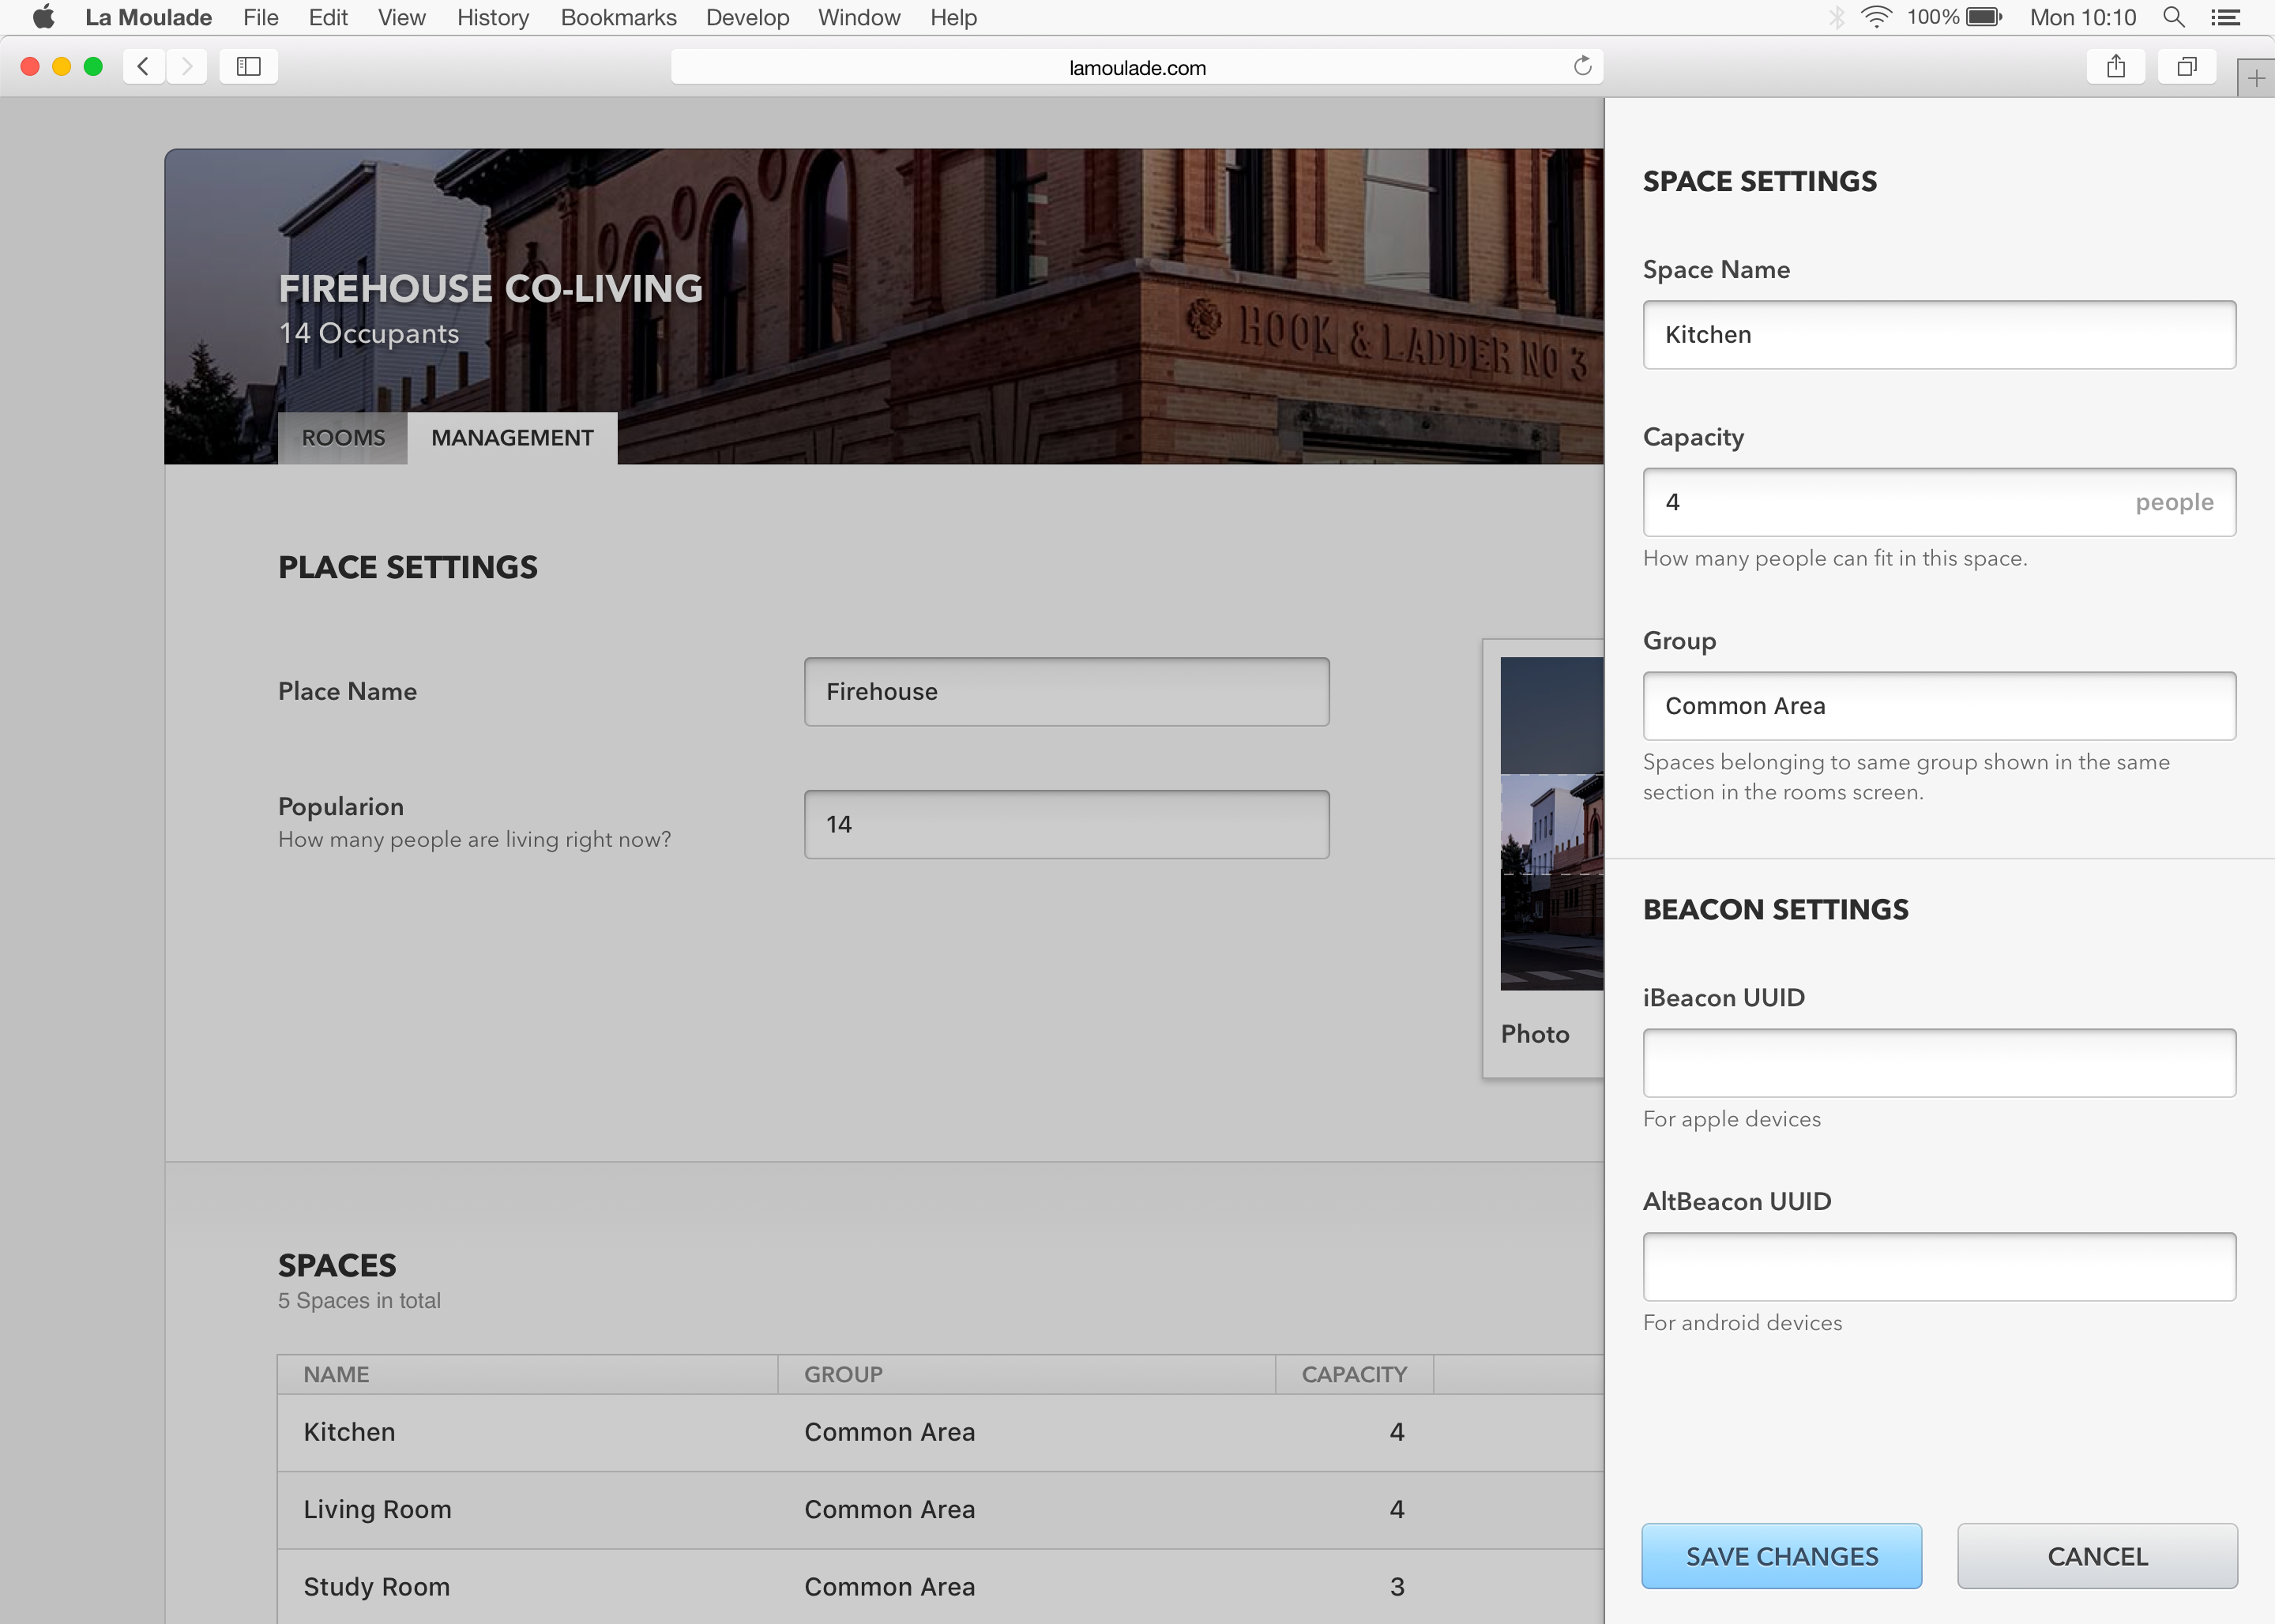 La Moulade File Edit View History Bookmarks Develop Window Help 100% Mon 10:10
lamoulade.com
FIREHOUSE CO-LIVING
14 Occupants
HOOK & LADDER NO 3
ROOMS MANAGEMENT
PLACE SETTINGS
Place Name
Firehouse
Popularion
How many people are living right now?
14
Photo
SPACES
5 Spaces in total
NAME GROUP CAPACITY
Kitchen Common Area 4
Living Room Common Area 4
Study Room Common Area 3
SPACE SETTINGS
Space Name
Kitchen
Capacity
4 people
How many people can fit in this space.
Group
Common Area
Spaces belonging to same group shown in the same
section in the rooms screen.
BEACON SETTINGS
iBeacon UUID
For apple devices
AltBeacon UUID
For android devices
SAVE CHANGES CANCEL